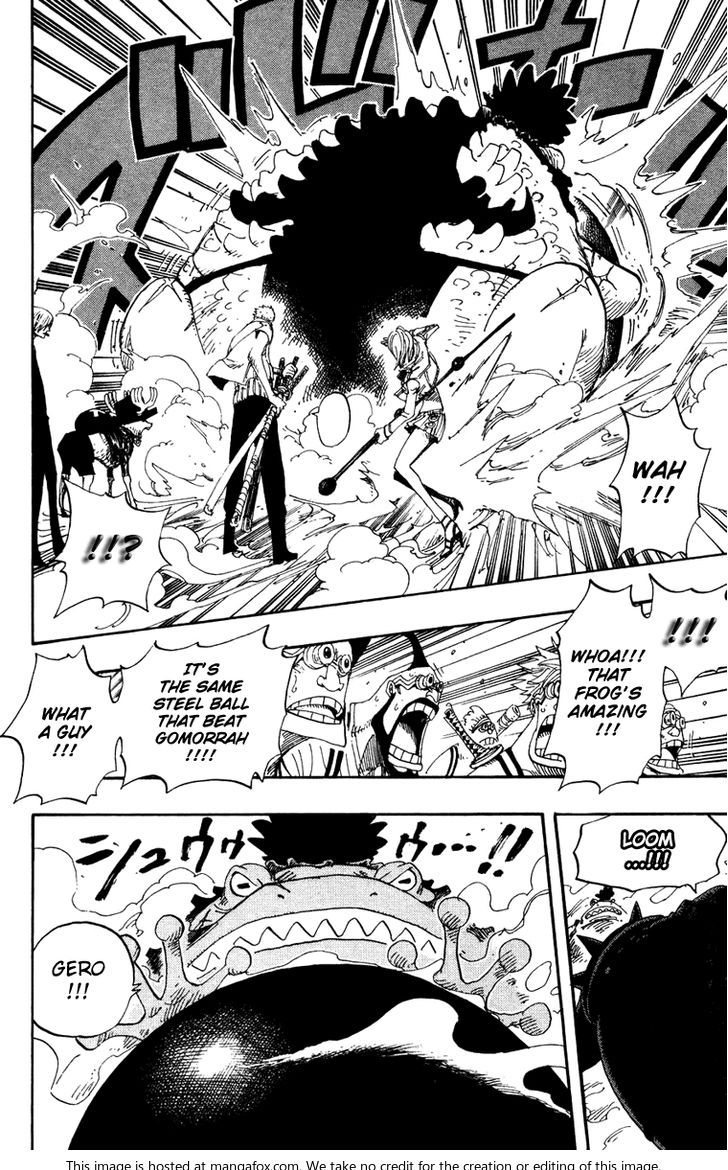 WAH
!!!
!!?
!!!
WHOA!!!
THAT
FROG'S
AMAZING
!!!
IT'S
THE SAME
STEEL BALL
THAT BEAT
GOMORRAH
!!!!
WHAT
A GUY
!!!
LOOM
...!!!
GERO
!!!
This image is hosted at mangafox.com. We take no credit for the creation or editing of this image.